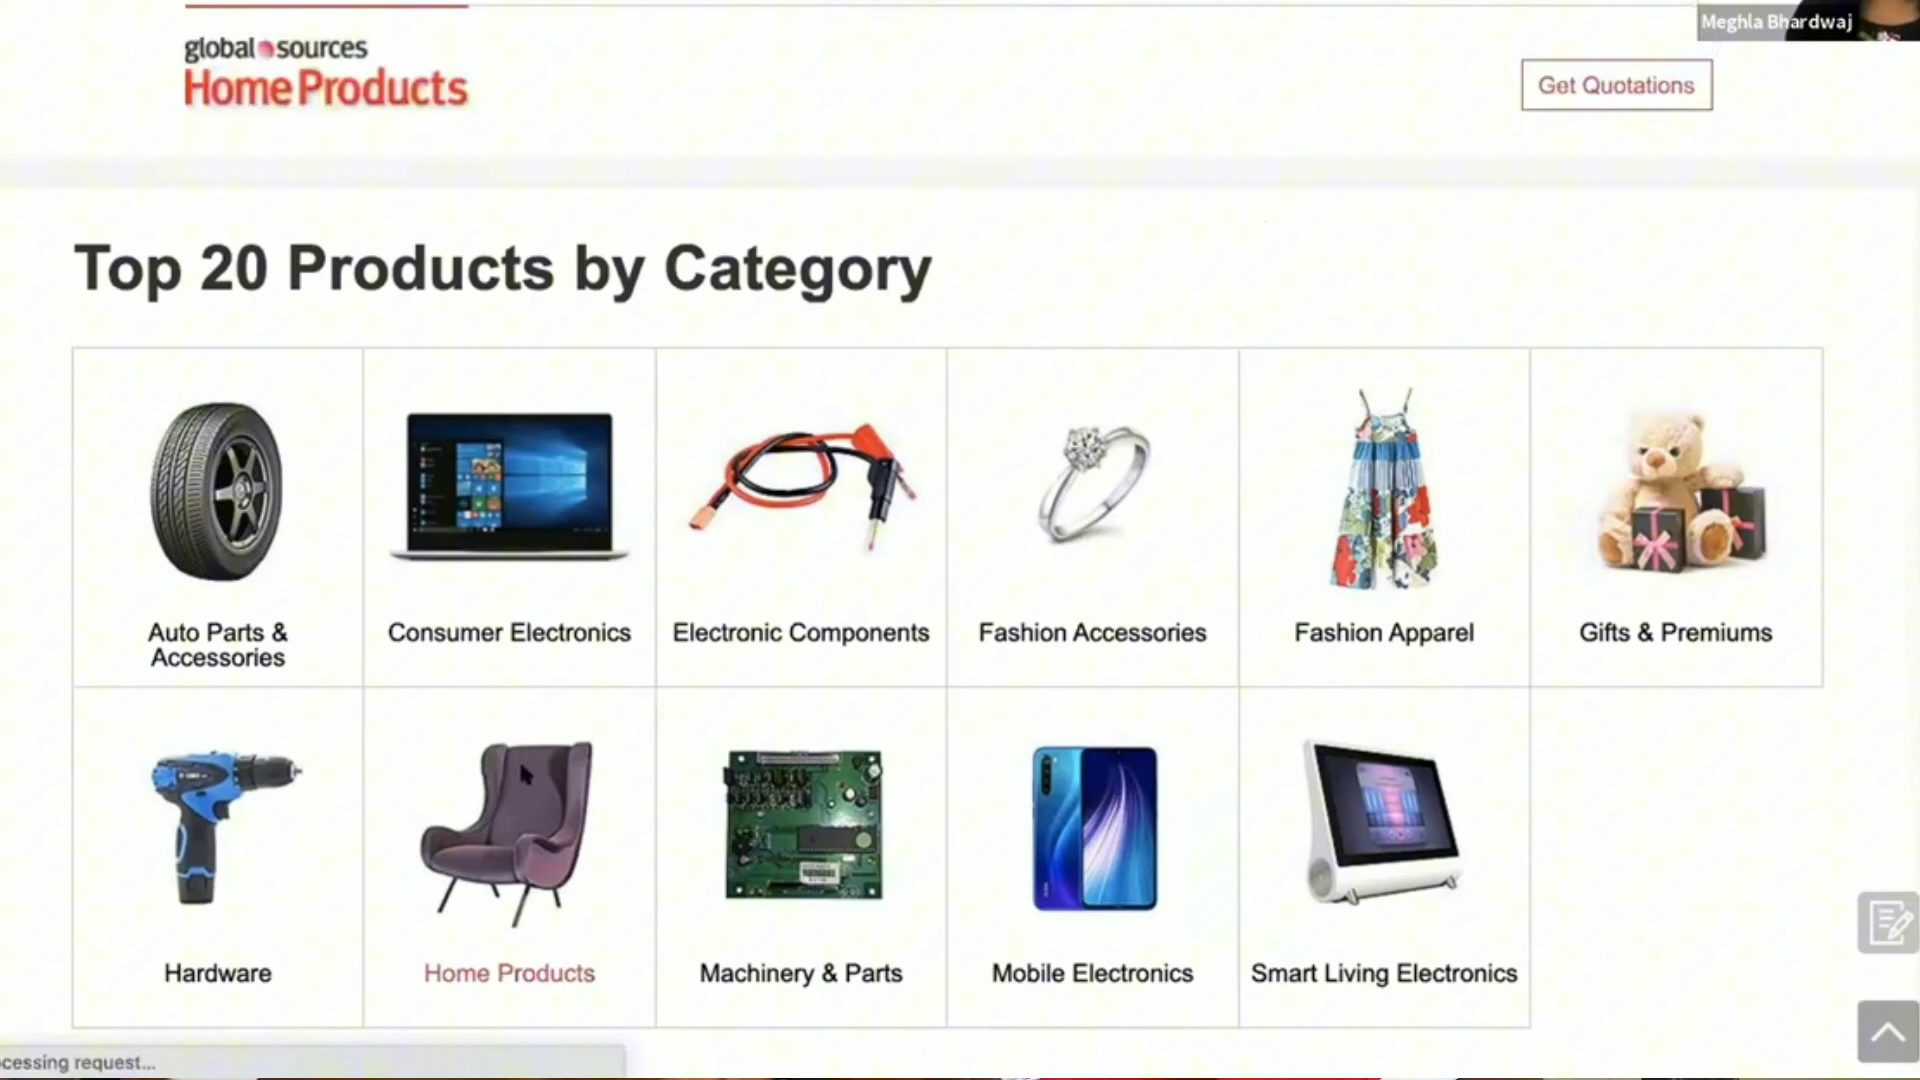 Meghla Bhardwaj
global sources
Home Products
Get Quotations
Top 20 Products by Category
Auto Parts &
Accessories
Consumer Electronics
Electronic Components
Fashion Accessories
Fashion Apparel
Gifts & Premiums
Hardware
Home Products
Machinery & Parts
Mobile Electronics
Smart Living Electronics
cessing request...